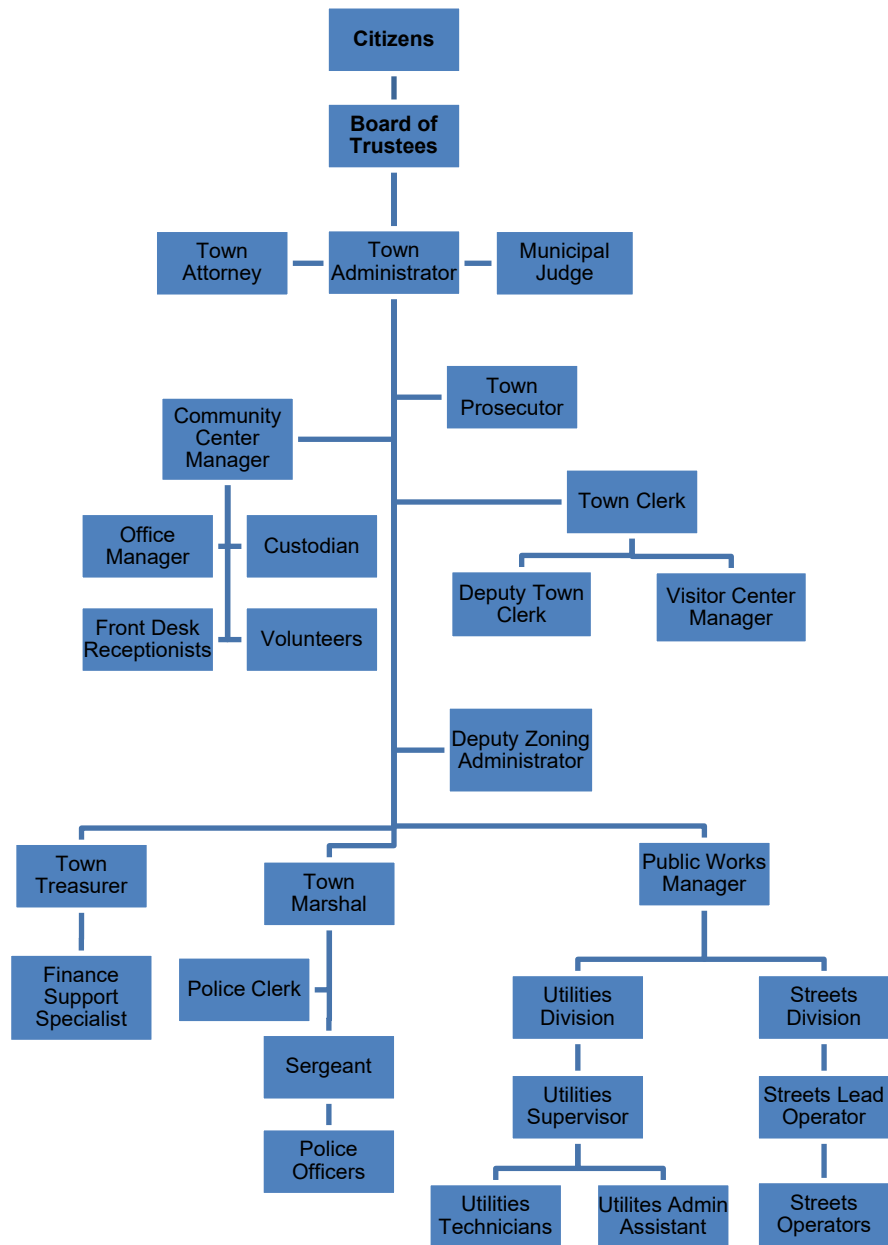 Citizens
Board of
Trustees
Town
Attorney
Town
Administrator
Municipal
Judge
Town
Prosecutor
Community
Center
Manager
Town Clerk
Office
Manager
Custodian
Deputy Town
Clerk
Visitor Center
Manager
Front Desk
Receptionists
Volunteers
Deputy Zoning
Administrator
Town
Treasurer
Town
Marshal
Public Works
Manager
Finance
Support
Specialist
Police Clerk
Utilities
Division
Streets
Division
Sergeant
Utilities
Supervisor
Streets Lead
Operator
Police
Officers
Utilities
Technicians
Utilites Admin
Assistant
Streets
Operators